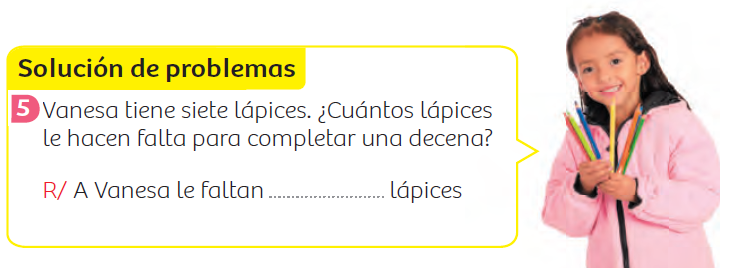 Solución de problemas
5 Vanesa tiene siete lápices. ¿Cuántos lápices
le hacen falta para completar una decena?
R/ A Vanesa le faltan ........................ lápices